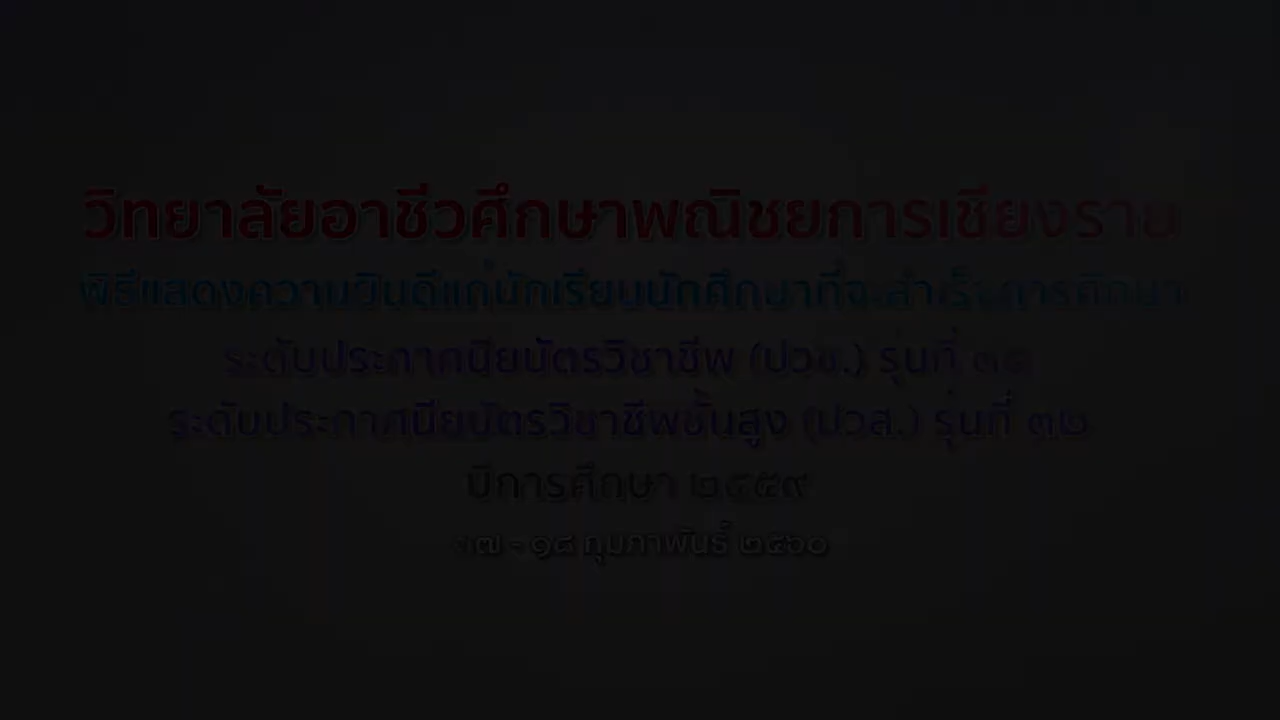 วิทยาลัยอาชีวศึกษาพณิชยการเชียงราย
พิธีแสดงความยินดีแก่นักเรียนนักศึกษาที่จะสำเร็จการศึกษา
ระดับประกาศนียบัตรวิชาชีพ (ปวช.) รุ่นที่
ระดับประกาศนียบัตรวิชาชีพชั้นสูง (ปวส.) รุ่นที่ ๓๒
ปีการศึกษา ๒๕๕๙
กุมภาพันธ์ ๒๕๖๐